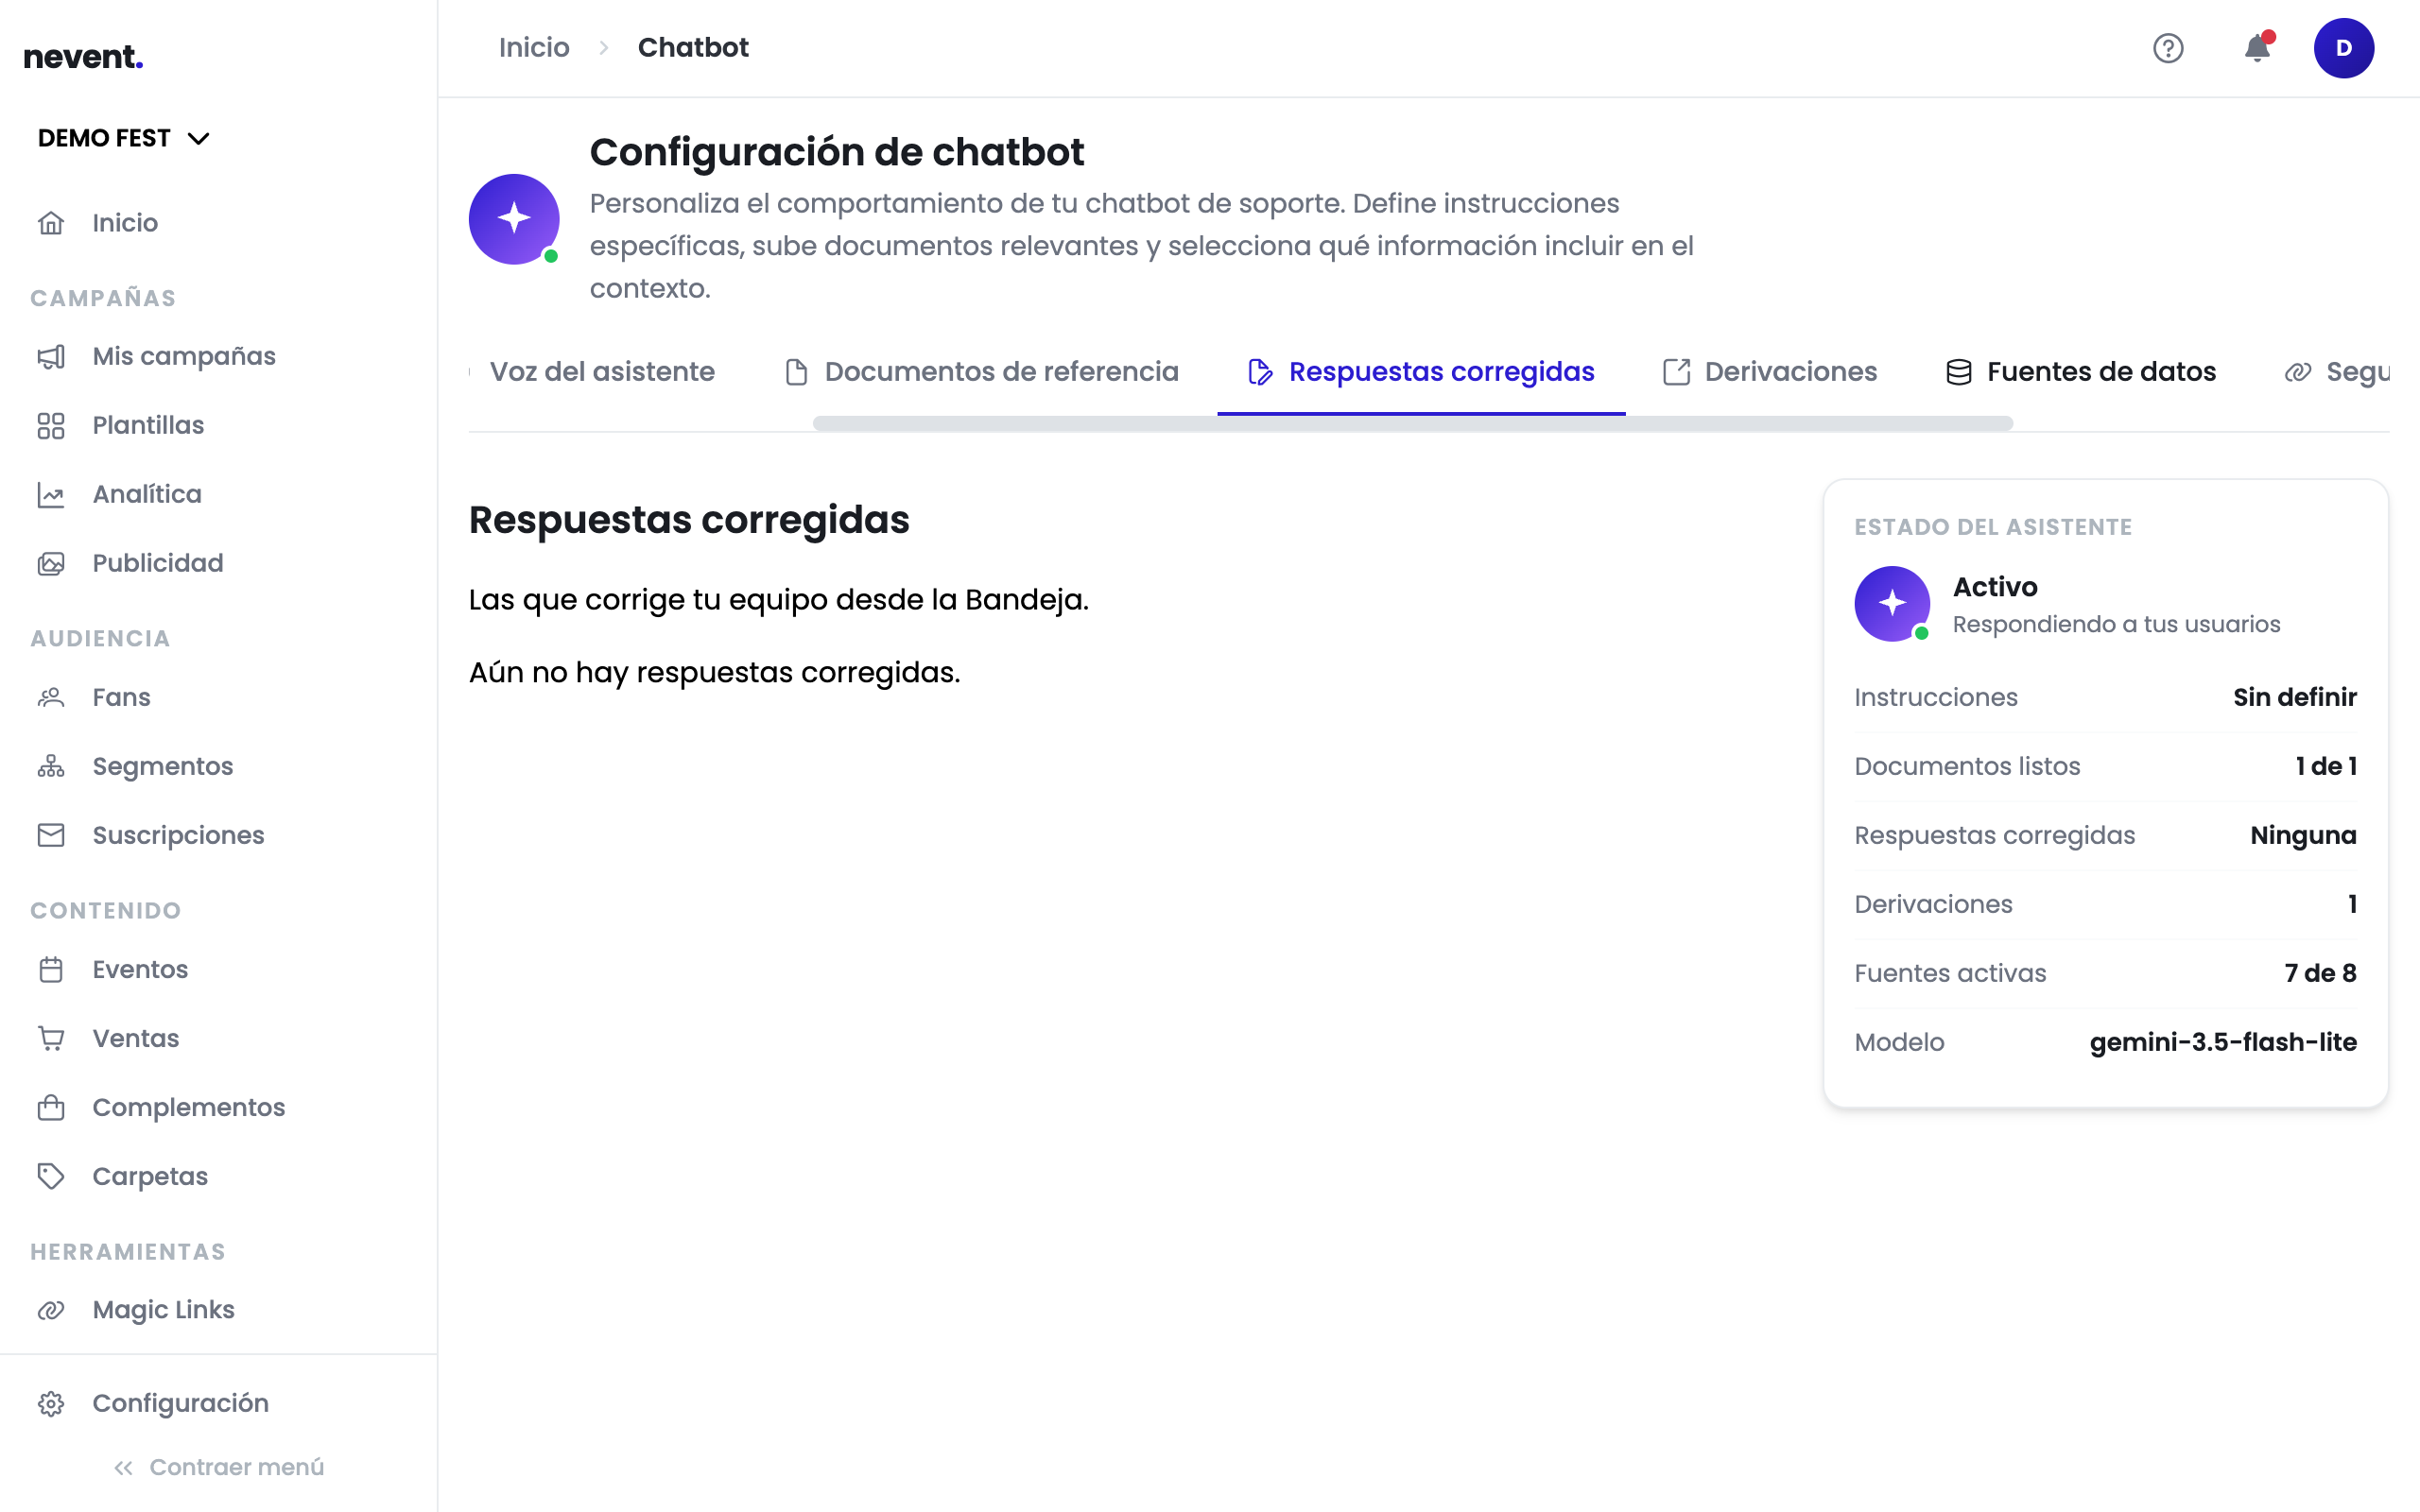 nevent.
DEMO FEST
Inicio
CAMPAÑAS
Mis campañas
Plantillas
Analítica
Publicidad
AUDIENCIA
Fans
Segmentos
Suscripciones
CONTENIDO
Eventos
Ventas
Complementos
Carpetas
HERRAMIENTAS
Magic Links
Configuración
Contraer menú
Inicio > Chatbot
D
Configuración de chatbot
Personaliza el comportamiento de tu chatbot de soporte. Define instrucciones
específicas, sube documentos relevantes y selecciona qué información incluir en el
contexto.
Voz del asistente
Documentos de referencia
Respuestas corregidas
Derivaciones
Fuentes de datos
Segu
Respuestas corregidas
Las que corrige tu equipo desde la Bandeja.
Aún no hay respuestas corregidas.
ESTADO DEL ASISTENTE
Activo
Respondiendo a tus usuarios
Instrucciones Sin definir
Documentos listos 1 de 1
Respuestas corregidas Ninguna
Derivaciones 1
Fuentes activas 7 de 8
Modelo gemini-3.5-flash-lite